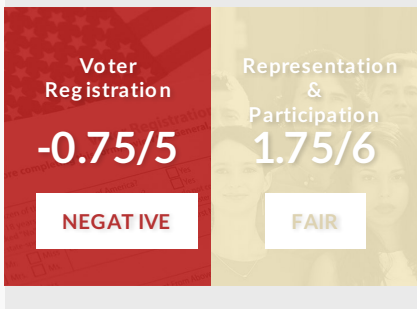 Voter
Registration
-0.75/5
NEGATIVE
Representation
&
Participation
1.75/6
FAIR